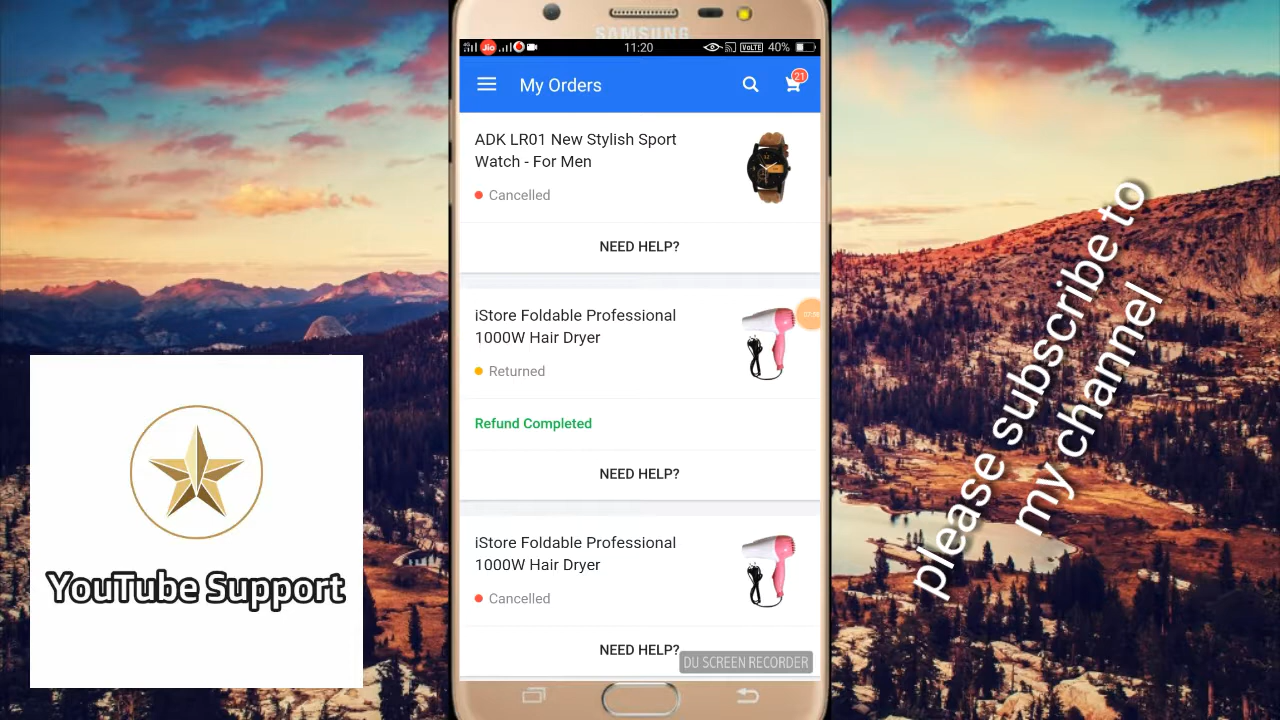 SAMSUNG
Jio
11:20
VoLTE
40%
My Orders
21
ADK LR01 New Stylish Sport
Watch - For Men
Cancelled
NEED HELP?
iStore Foldable Professional
1000W Hair Dryer
Returned
Refund Completed
NEED HELP?
iStore Foldable Professional
1000W Hair Dryer
Cancelled
NEED HELP?
DU SCREEN RECORDER
YouTube Support
please subscribe to
my channel